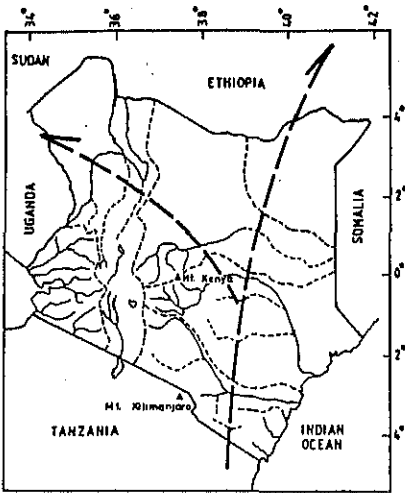 34° 36° 38° 40° 42°
SUDAN
ETHIOPIA
4°
2°
UGANDA
SOMALIA
0°
Mt. Kenya
2°
Mt. Kilimanjaro
TANZANIA
INDIAN
OCEAN
4°